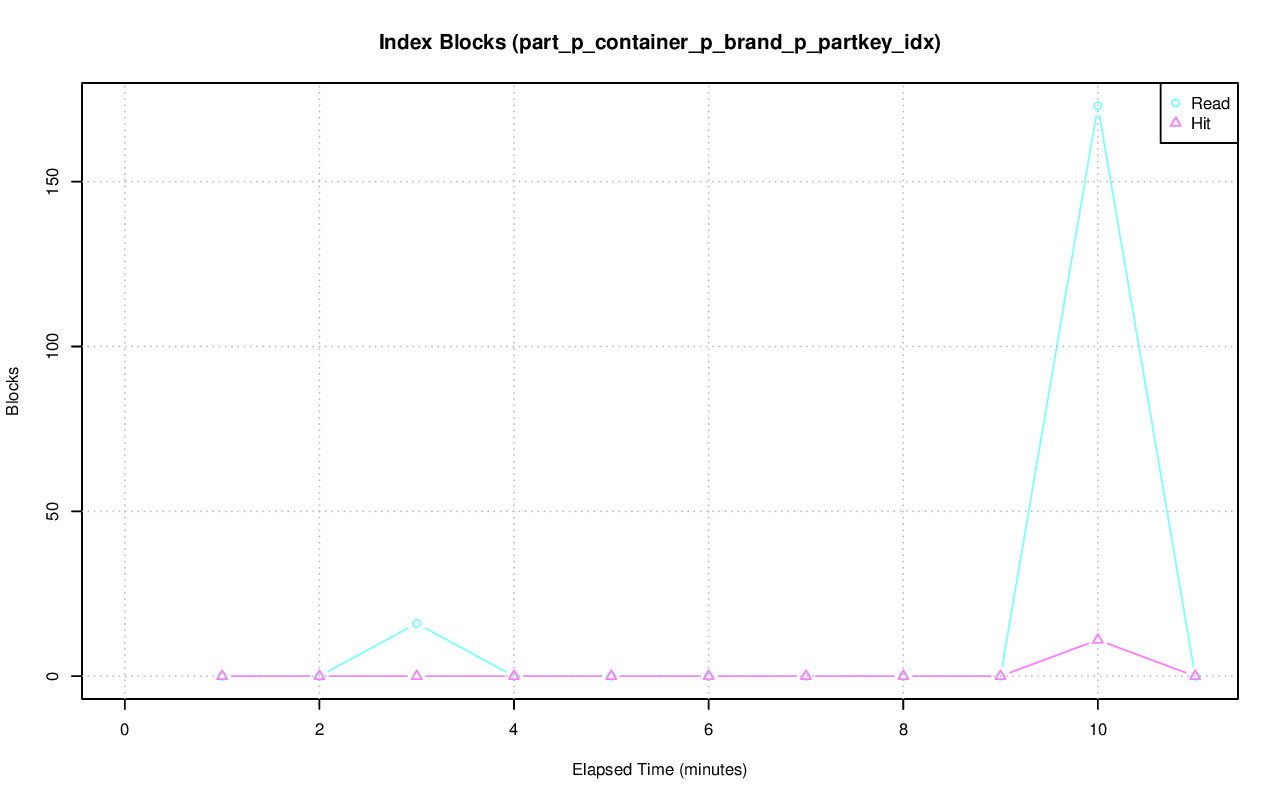 Index Blocks (part_p_container_p_brand_p_partkey_idx)
Read
Hit
150
100
50
0
Blocks
0 2 4 6 8 10
Elapsed Time (minutes)